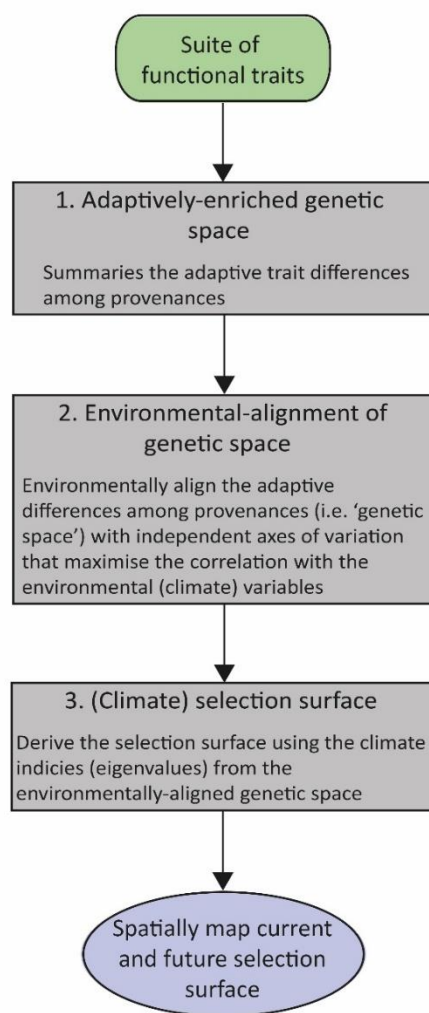 Suite of
functional traits
1. Adaptively-enriched genetic
space
Summaries the adaptive trait differences
among provenances
2. Environmental-alignment of
genetic space
Environmentally align the adaptive
differences among provenances (i.e. ‘genetic
space’) with independent axes of variation
that maximise the correlation with the
environmental (climate) variables
3. (Climate) selection surface
Derive the selection surface using the climate
indicies (eigenvalues) from the
environmentally-aligned genetic space
Spatially map current
and future selection
surface